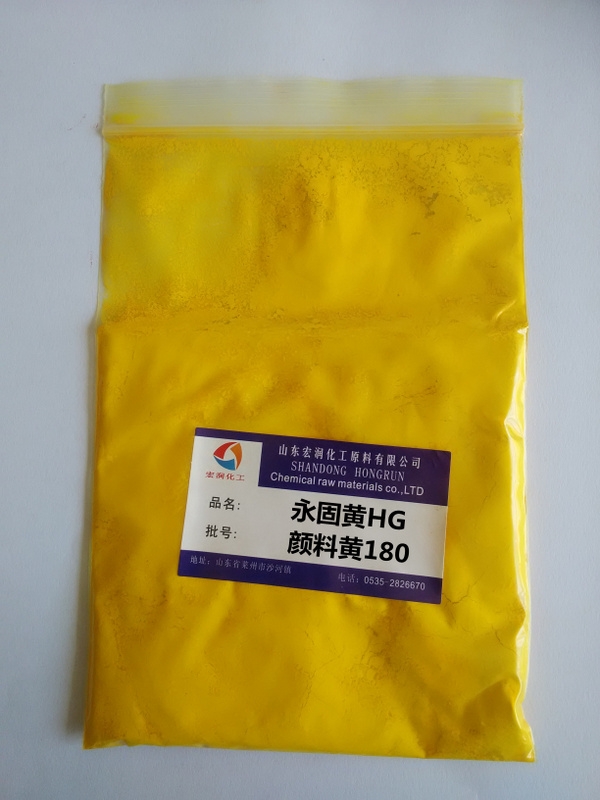 宏润化工
山东宏润化工原料有限公司
SHANDONG HONGRUN
Chemical raw materials co.,LTD
品名： 永固黄HG
批号： 颜料黄180
地址：山东省莱州市沙河镇
电话：0535-2826670